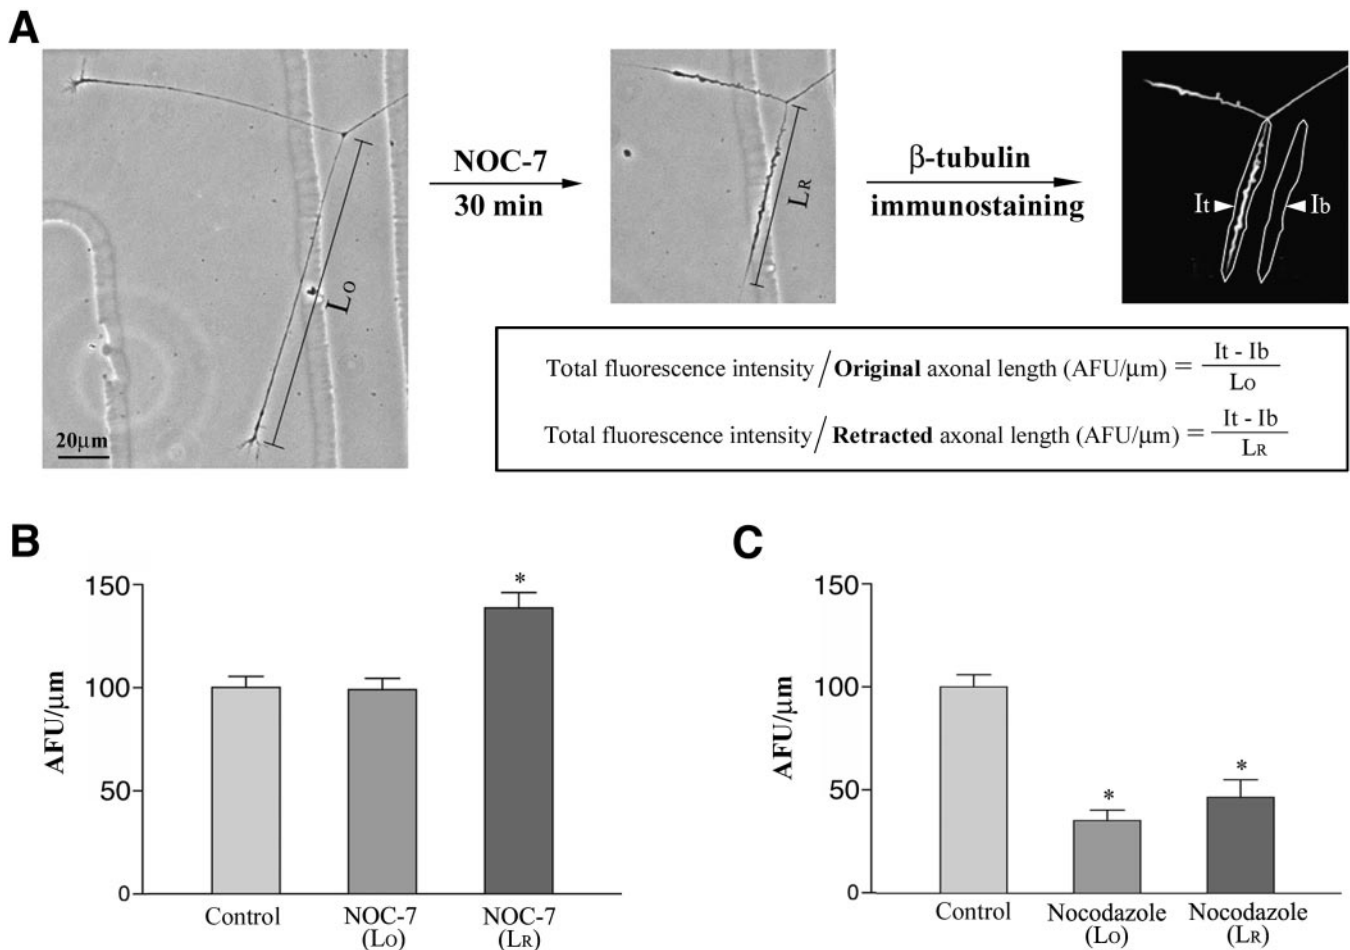 A
NOC-7
30 min
β-tubulin
immunostaining
LO
LR
It
Ib
20μm
Total fluorescence intensity / Original axonal length (AFU/μm) = It - Ib / LO
Total fluorescence intensity / Retracted axonal length (AFU/μm) = It - Ib / LR
B
AFU/μm
150
100
50
0
*
Control
NOC-7
(LO)
NOC-7
(LR)
C
AFU/μm
150
100
50
0
*
*
Control
Nocodazole
(LO)
Nocodazole
(LR)